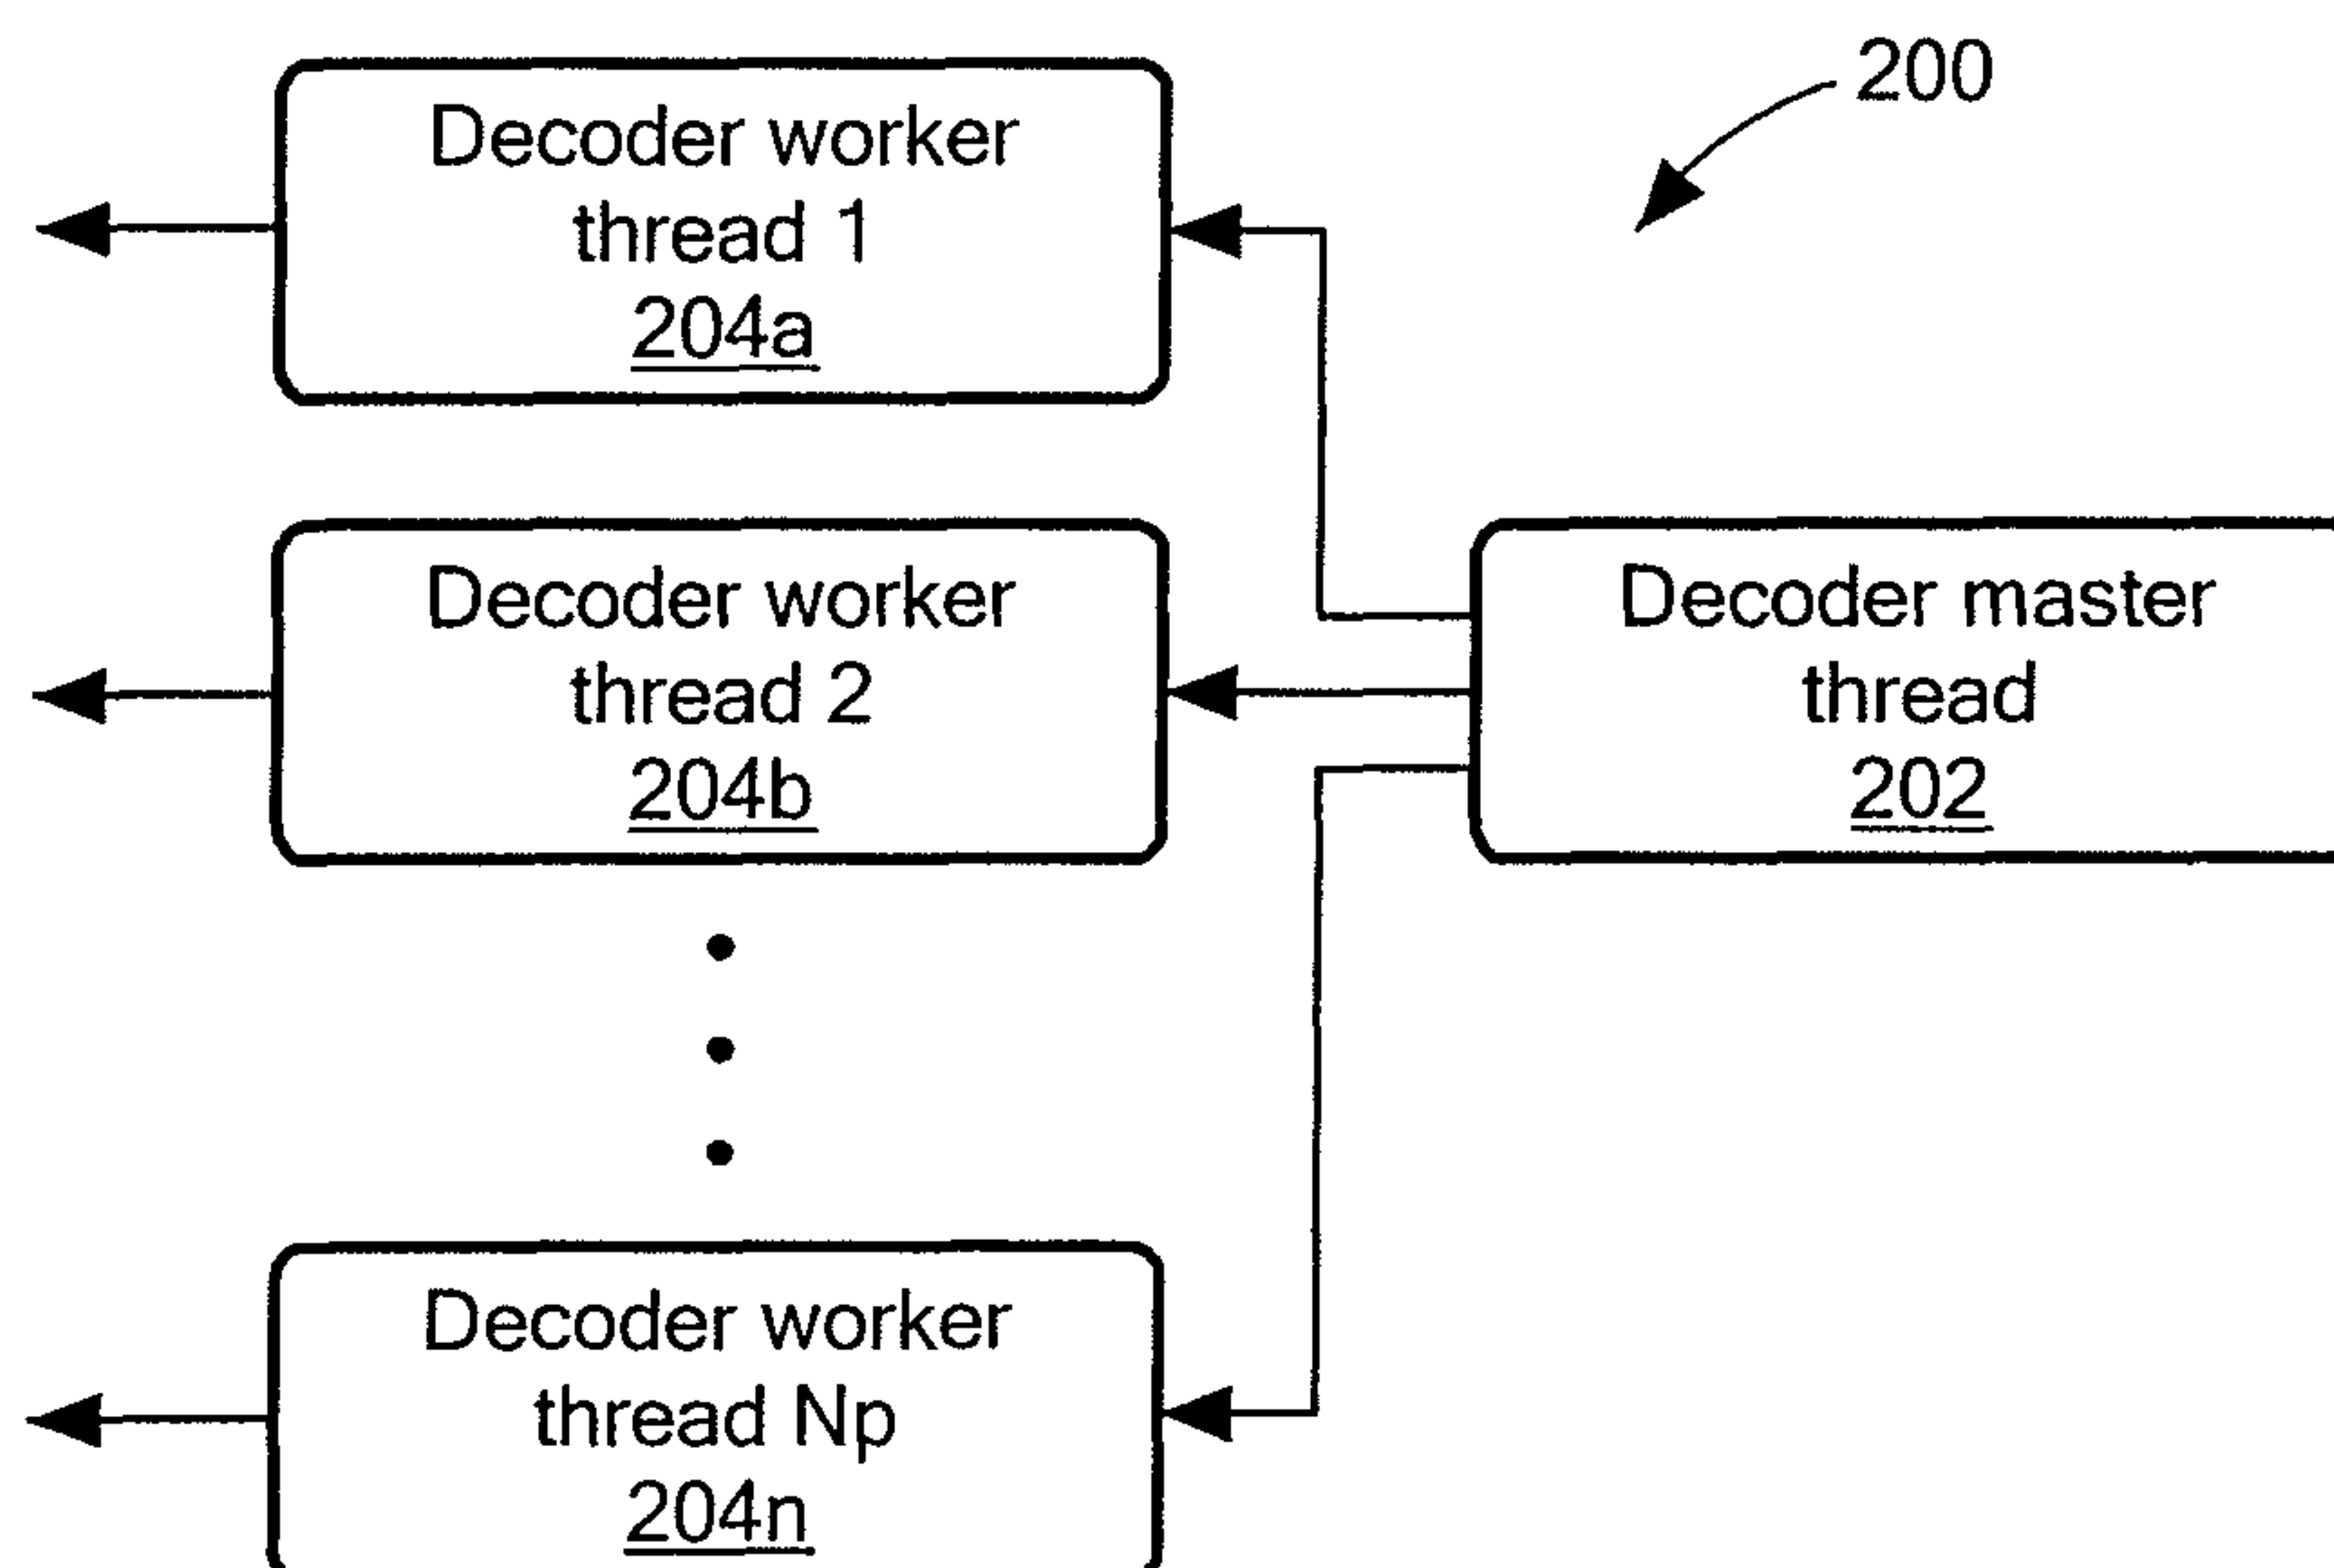 200
Decoder worker
thread 1
204a
Decoder worker
thread 2
204b
Decoder master
thread
202
Decoder worker
thread Np
204n